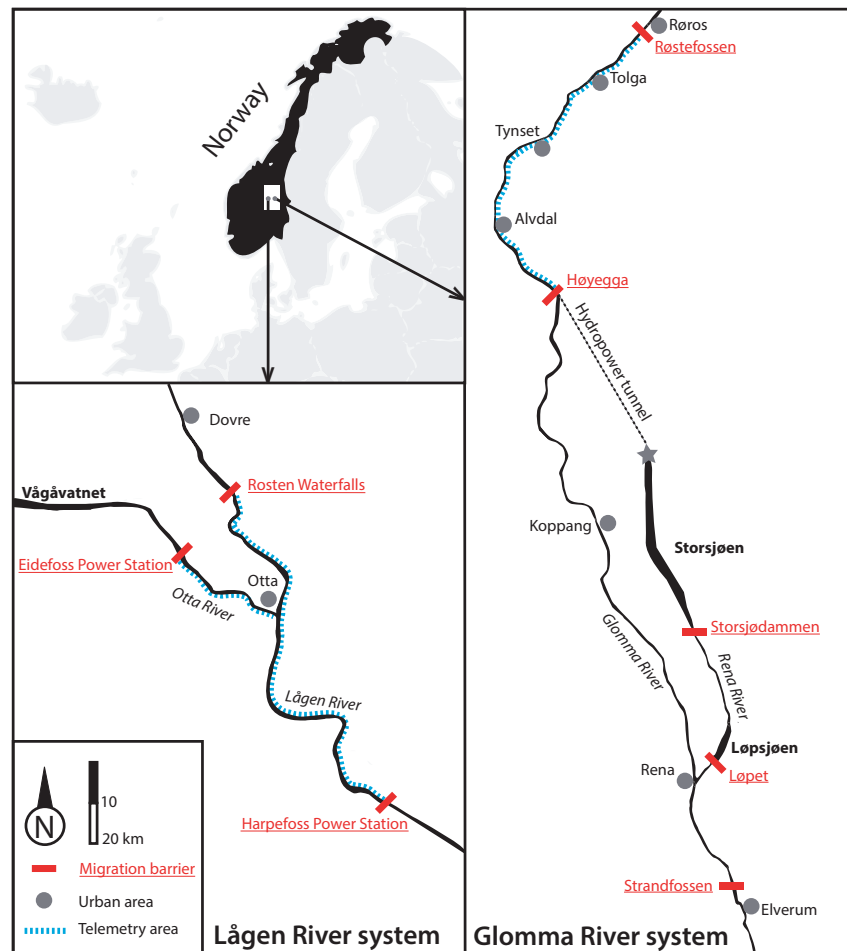 Norway
Dovre
Rosten Waterfalls
Vågåvatnet
Eidefoss Power Station
Otta
Otta River
Lågen River
Harpefoss Power Station
N
10
20 km
Migration barrier
Urban area
Telemetry area
Lågen River system
Røros
Røstefossen
Tolga
Tynset
Alvdal
Høyegga
Hydropower tunnel
Koppang
Storsjøen
Storsjødammen
Glomma River
Rena River
Løpsjøen
Rena
Løpet
Strandfossen
Elverum
Glomma River system